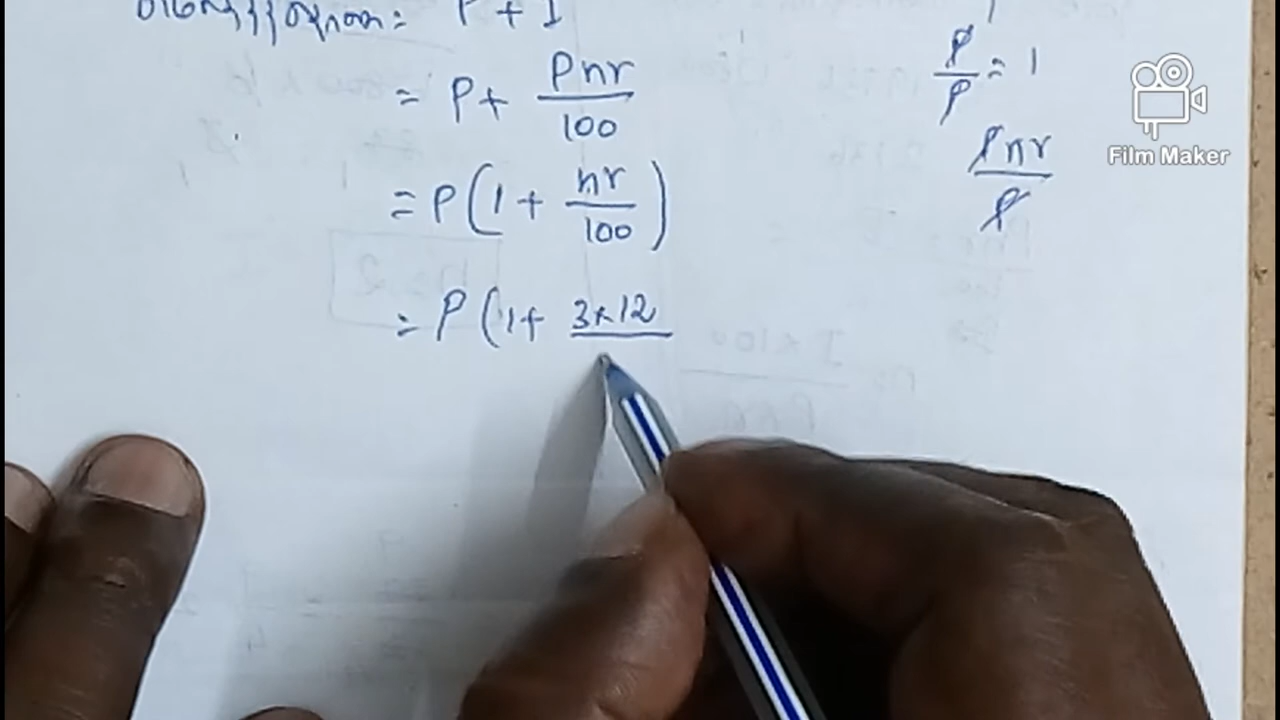 = P + I
= P + Pnr / 100
= P(1 + nr / 100)
= P(1 + 3×12
P / P = 1
Pnr / P
Film Maker